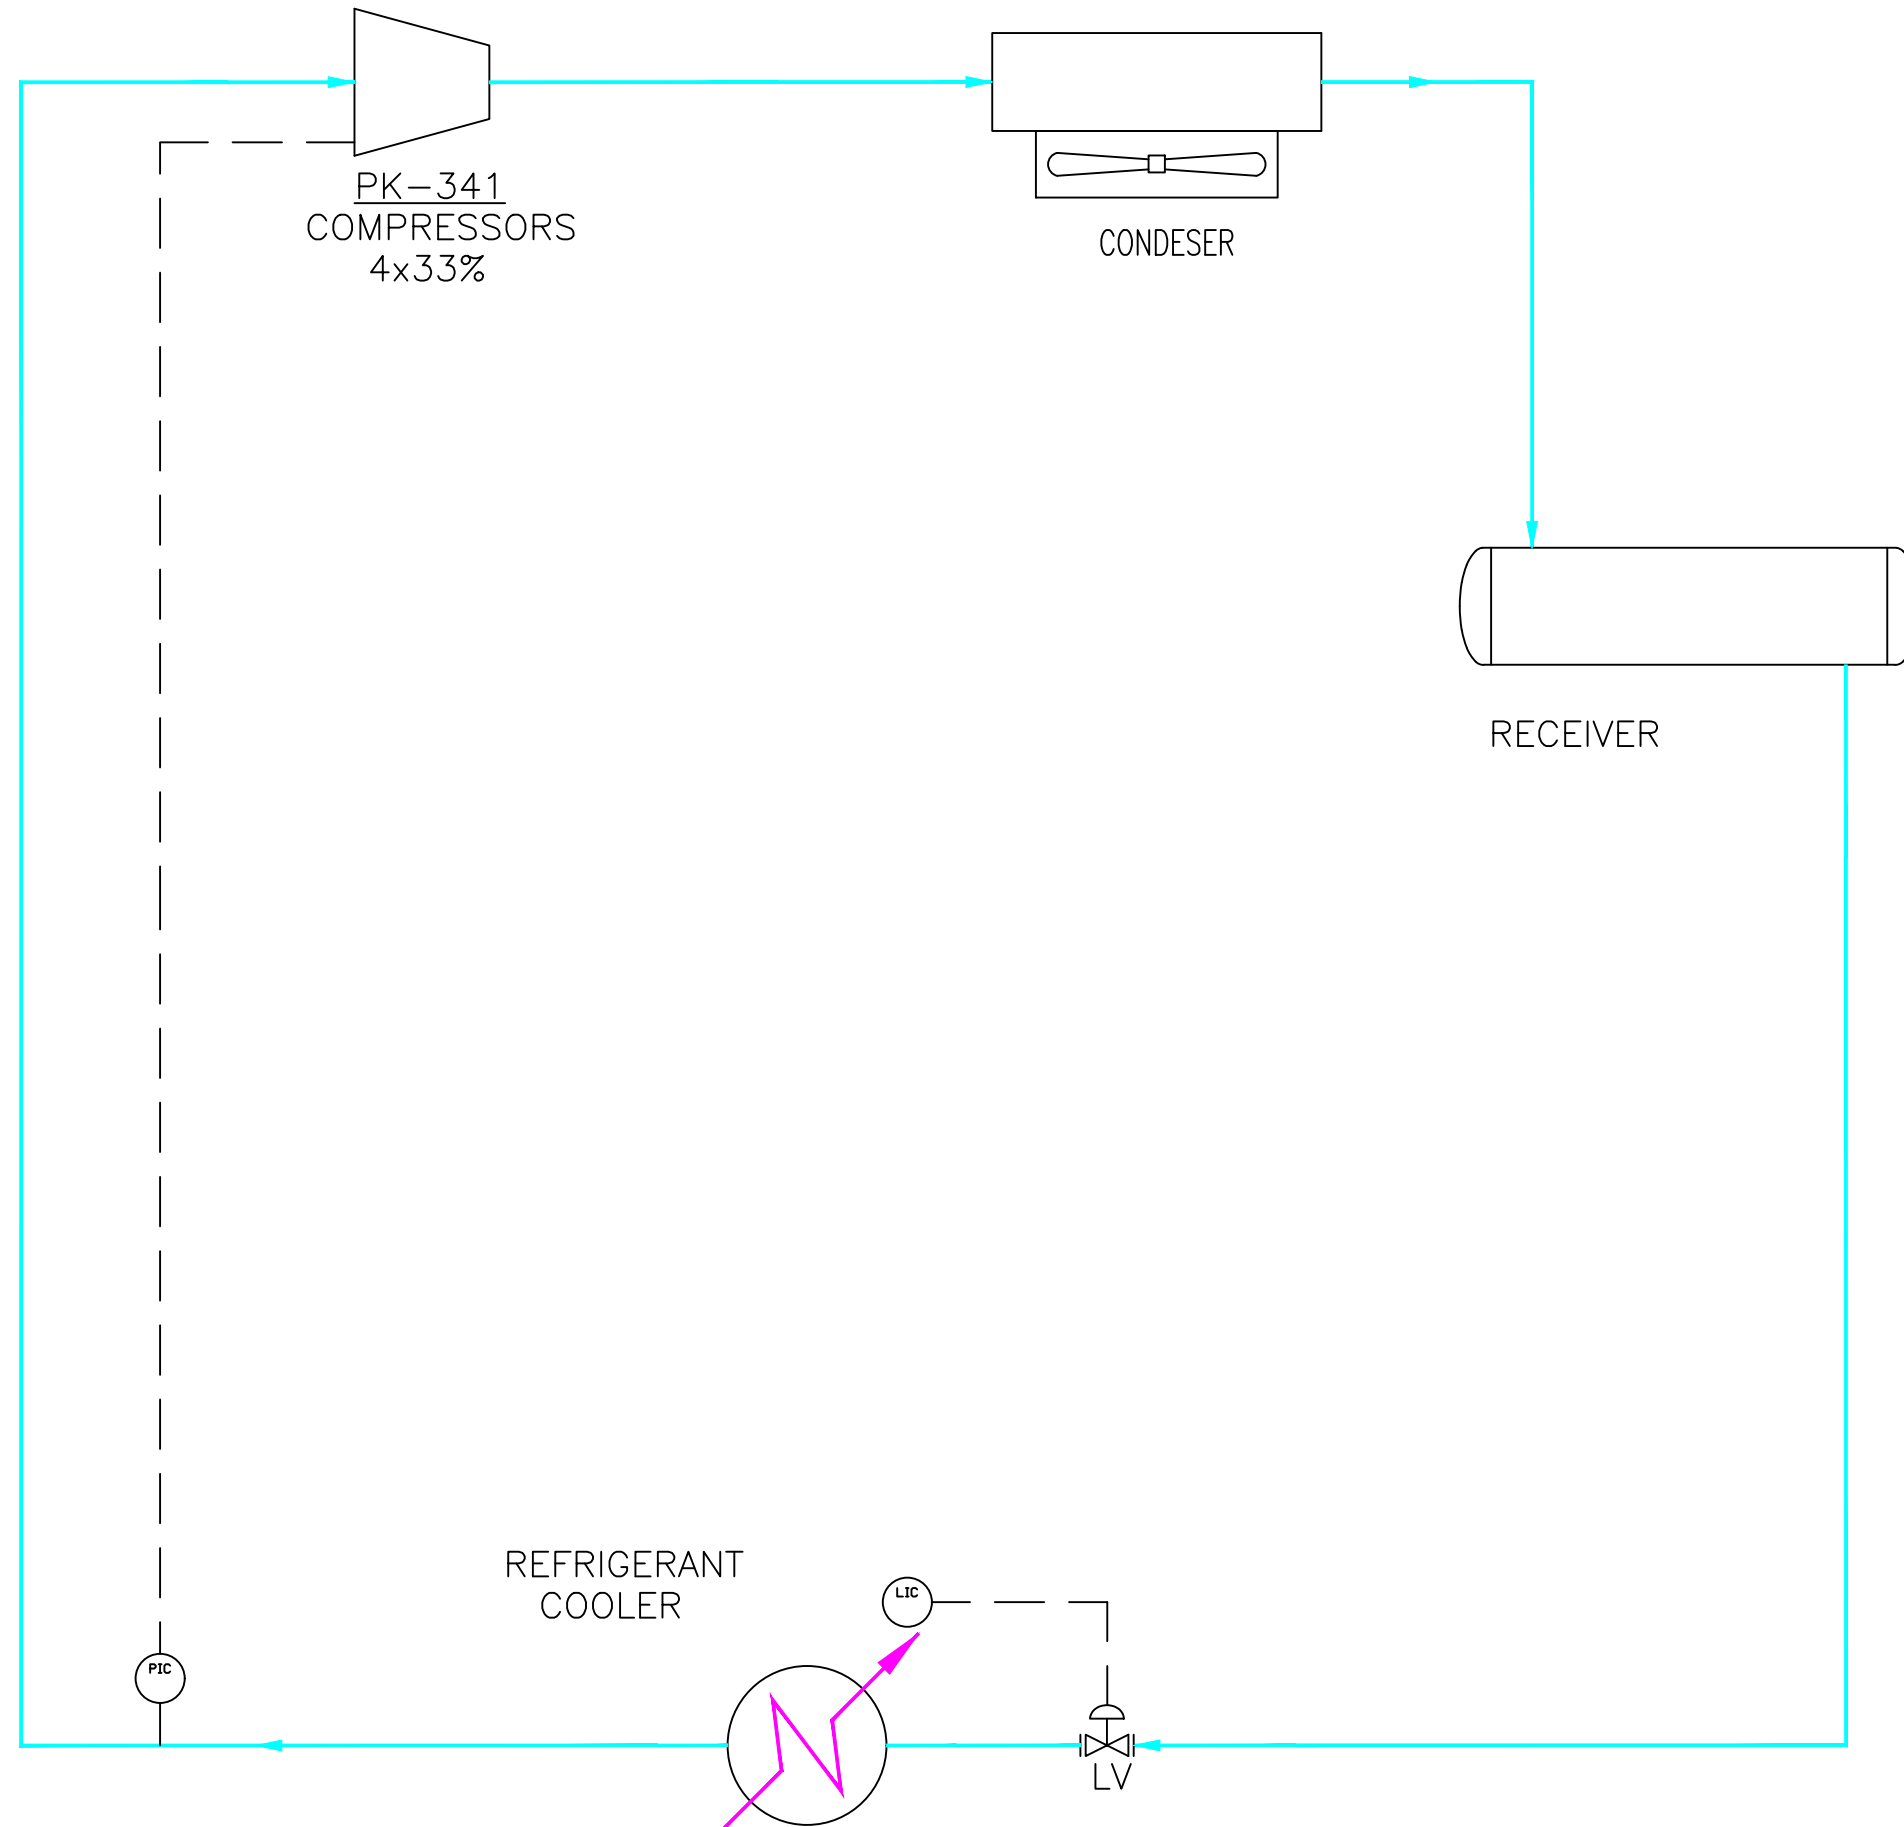 PK-341
COMPRESSORS
4x33%
CONDESER
RECEIVER
REFRIGERANT
COOLER
LIC
PIC
LV